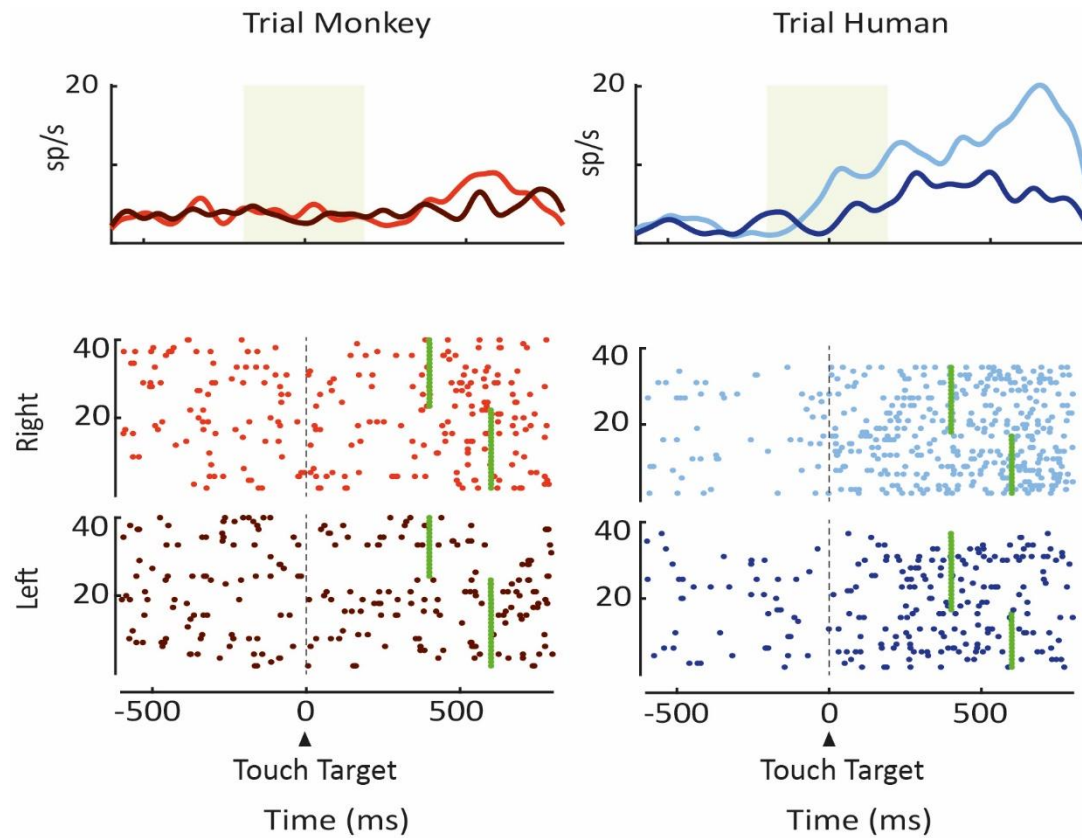 Trial Monkey
Trial Human
20
sp/s
20
sp/s
40
20
Right
40
20
Left
40
20
40
20
-500 0 500
Touch Target
Time (ms)
-500 0 500
Touch Target
Time (ms)